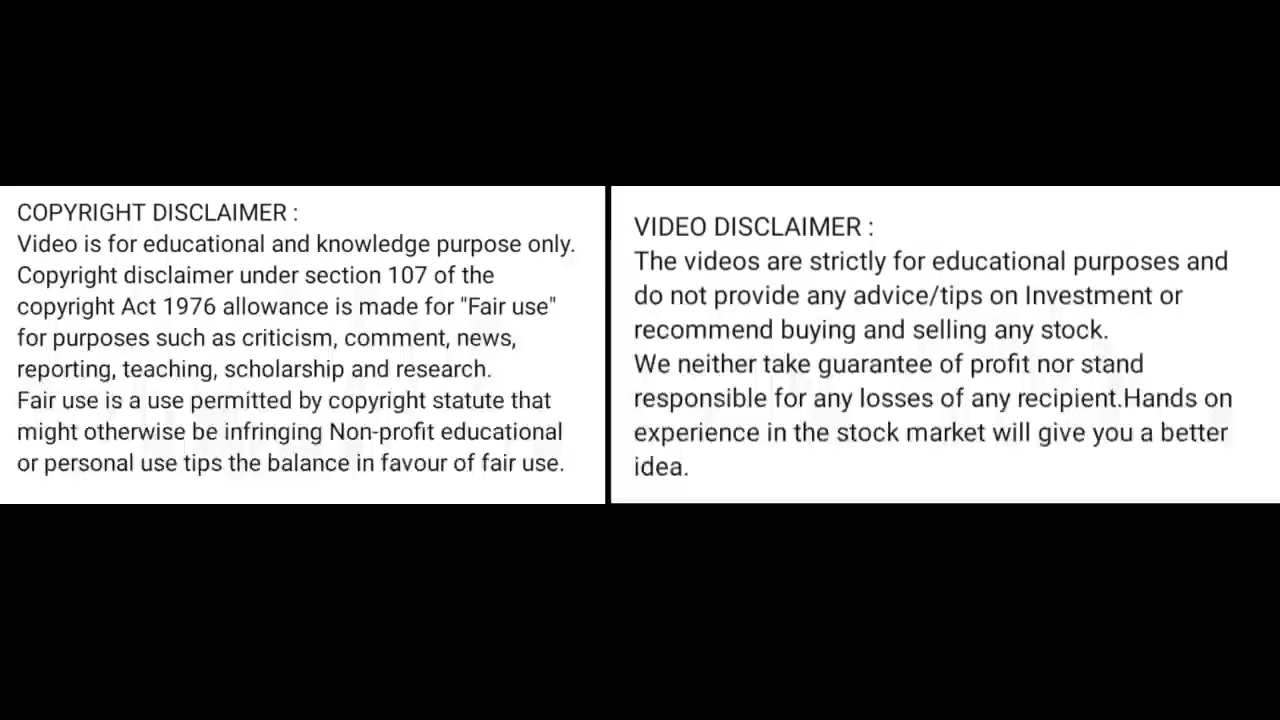 COPYRIGHT DISCLAIMER :
Video is for educational and knowledge purpose only.
Copyright disclaimer under section 107 of the
copyright Act 1976 allowance is made for "Fair use"
for purposes such as criticism, comment, news,
reporting, teaching, scholarship and research.
Fair use is a use permitted by copyright statute that
might otherwise be infringing Non-profit educational
or personal use tips the balance in favour of fair use.
VIDEO DISCLAIMER :
The videos are strictly for educational purposes and
do not provide any advice/tips on Investment or
recommend buying and selling any stock.
We neither take guarantee of profit nor stand
responsible for any losses of any recipient.Hands on
experience in the stock market will give you a better
idea.